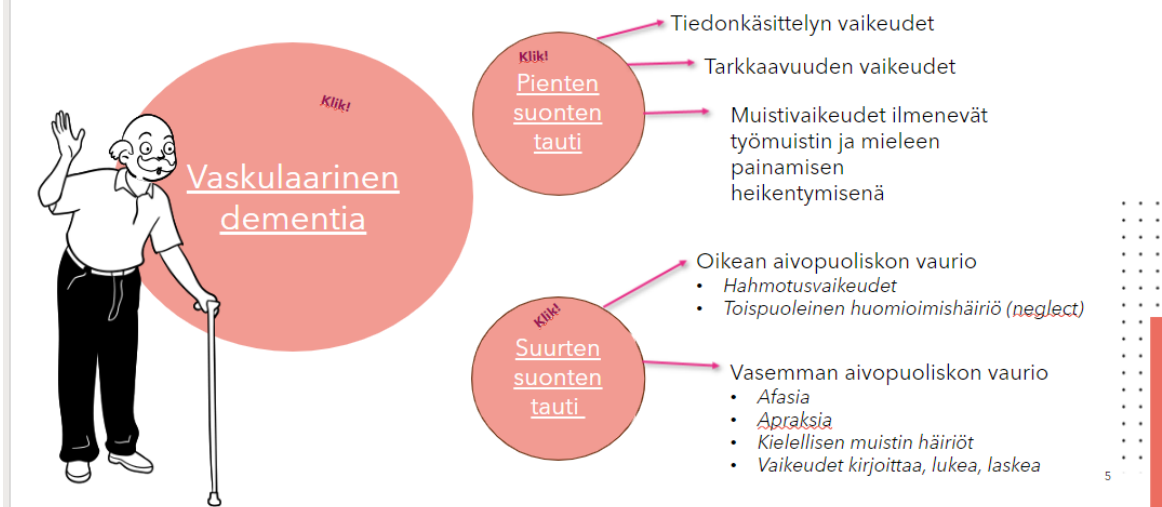 Klik!
Vaskulaarinen
dementia
Klik!
Pienten
suonten
tauti
Tiedonkäsittelyn vaikeudet
Tarkkaavuuden vaikeudet
Muistivaikeudet ilmenevät
työmuistin ja mieleen
painamisen
heikentymisenä
Klik!
Suurten
suonten
tauti
Oikean aivopuoliskon vaurio
• Hahmotusvaikeudet
• Toispuoleinen huomioimishäiriö (neglect)
Vasemman aivopuoliskon vaurio
• Afasia
• Apraksia
• Kielellisen muistin häiriöt
• Vaikeudet kirjoittaa, lukea, laskea
5